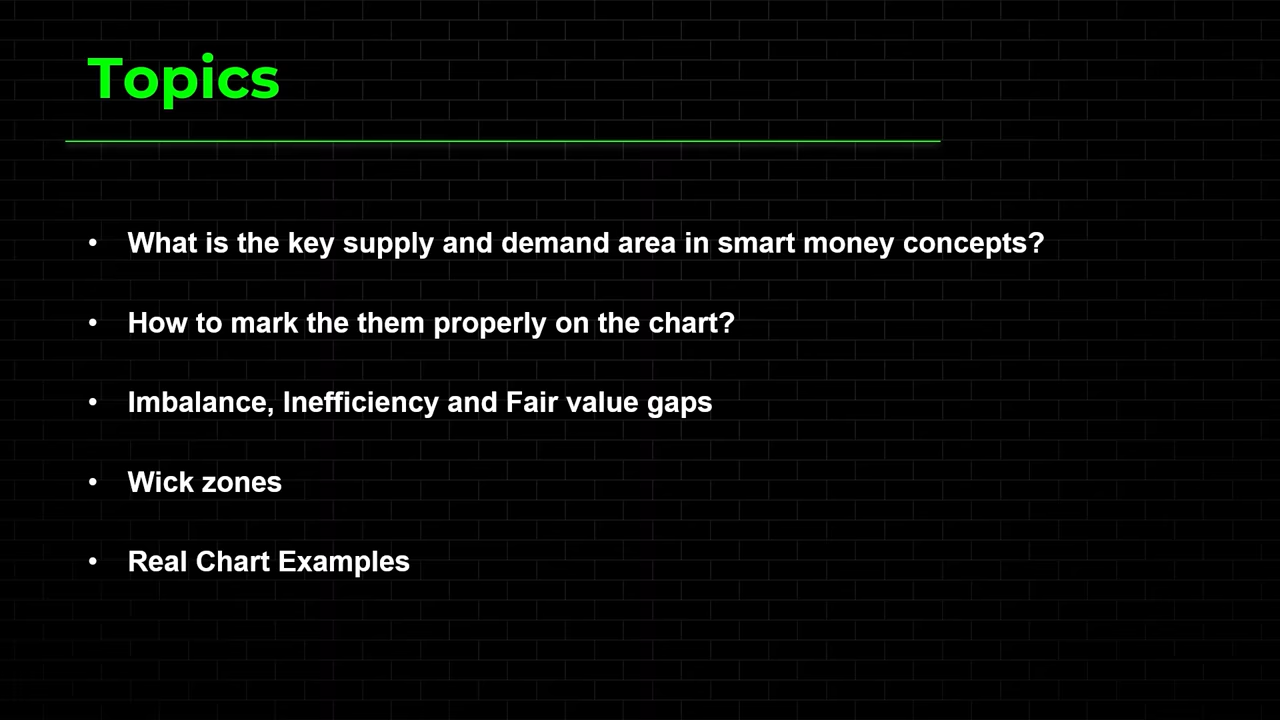 Topics
• What is the key supply and demand area in smart money concepts?
• How to mark the them properly on the chart?
• Imbalance, Inefficiency and Fair value gaps
• Wick zones
• Real Chart Examples